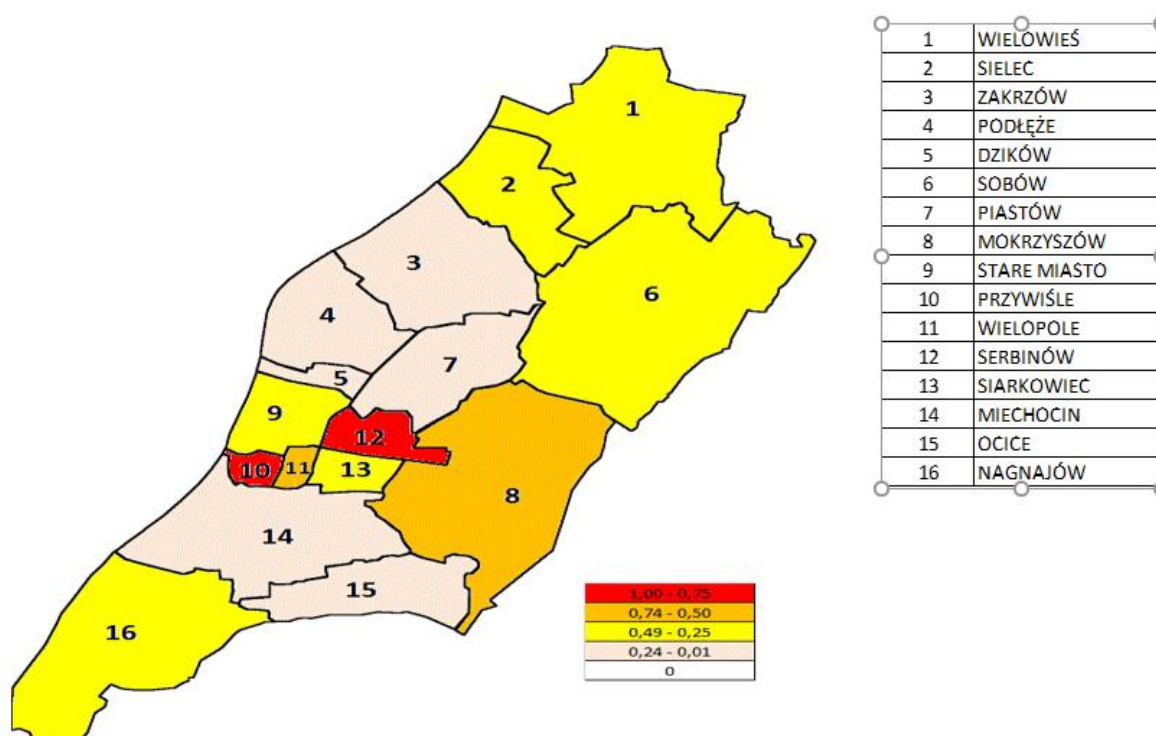 1 WIELOWIEŚ
2 SIELEC
3 ZAKRZÓW
4 PODŁĘŻE
5 DZIKÓW
6 SOBÓW
7 PIASTÓW
8 MOKRZYSZÓW
9 STARE MIASTO
10 PRZYWIŚLE
11 WIELOPOLE
12 SERBINÓW
13 SIARKOWIEC
14 MIECHOCIN
15 OCICE
16 NAGNAJÓW
1
2
3
6
4
7
5
9
12
10
11
13
8
14
15
16
1,00 - 0,75
0,74 - 0,50
0,49 - 0,25
0,24 - 0,01
0